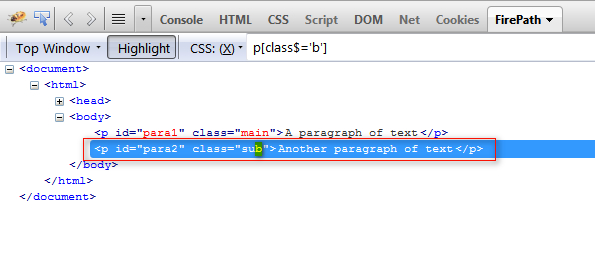 Console HTML CSS Script DOM Net Cookies FirePath
Top Window Highlight CSS: (X) p[class$='b']
<document>
<html>
<head>
<body>
<p id="para1" class="main">A paragraph of text</p>
<p id="para2" class="sub">Another paragraph of text</p>
</body>
</html>
</document>